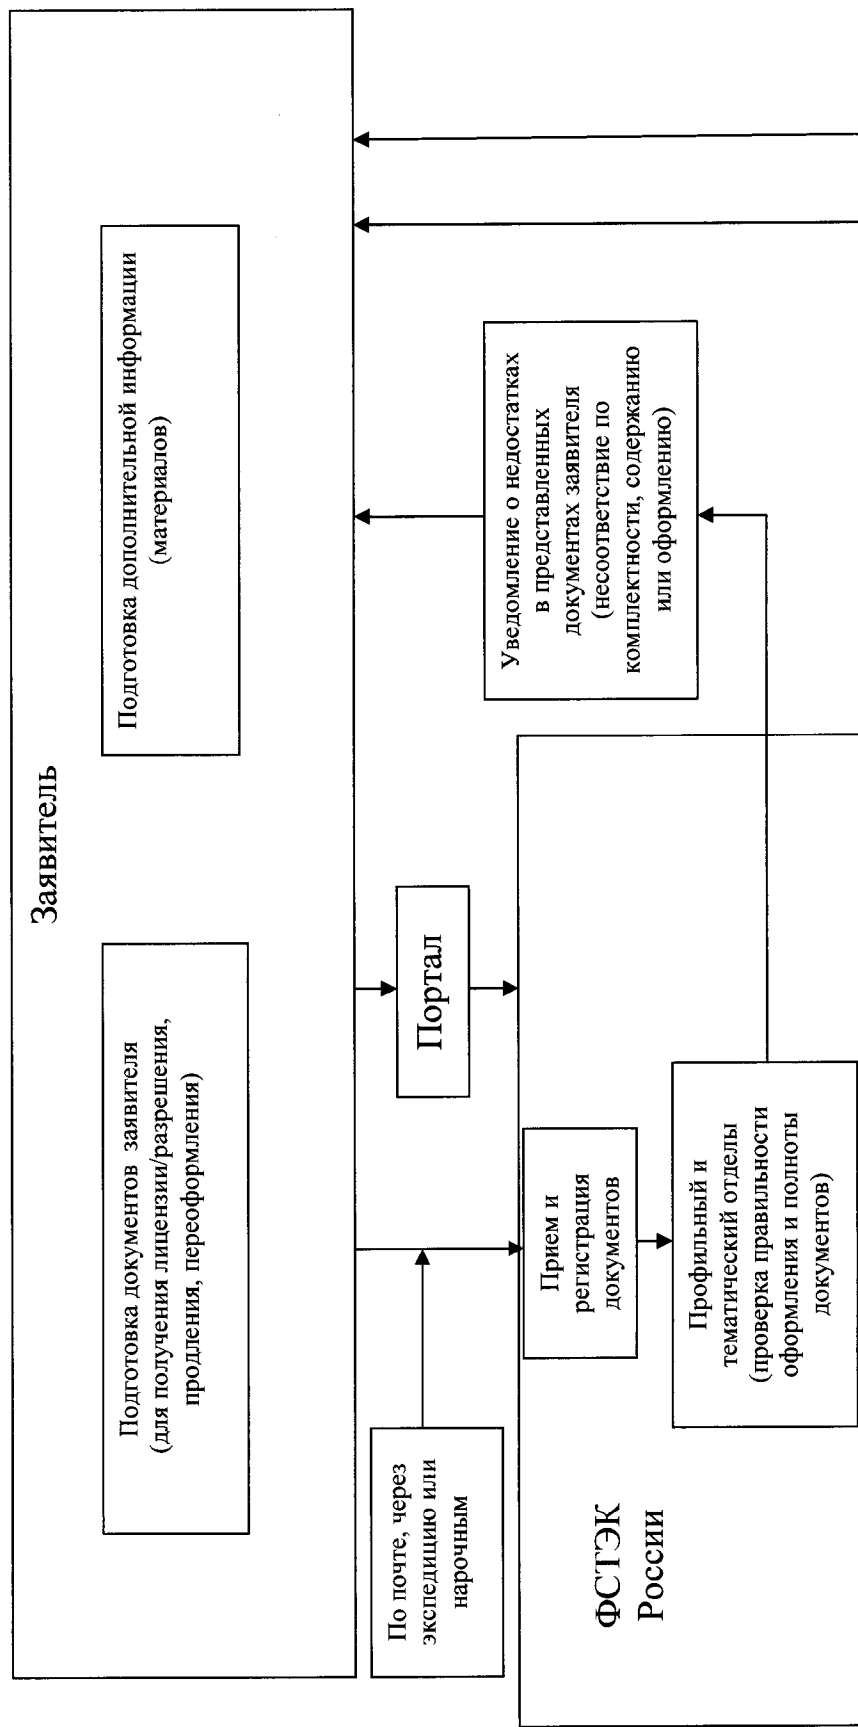 Заявитель
Подготовка документов заявителя
(для получения лицензии/разрешения,
продления, переоформления)
Подготовка дополнительной информации
(материалов)
По почте, через
экспедицию или
нарочным
Портал
Уведомление о недостатках
в представленных
документах заявителя
(несоответствие по
комплектности, содержанию
или оформлению)
ФСТЭК
России
Прием и
регистрация
документов
Профильный и
тематический отделы
(проверка правильности
оформления и полноты
документов)